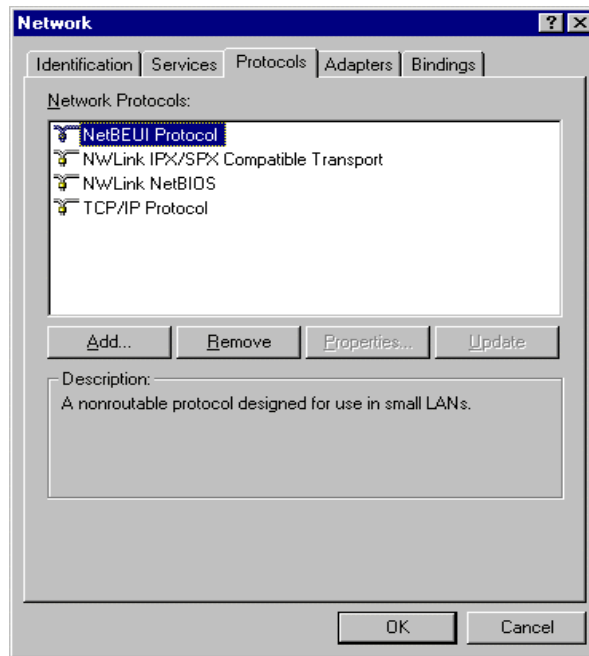 Network
Identification Services Protocols Adapters Bindings
Network Protocols:
NetBEUI Protocol
NWLink IPX/SPX Compatible Transport
NWLink NetBIOS
TCP/IP Protocol
Add... Remove Properties... Update
Description:
A nonroutable protocol designed for use in small LANs.
OK Cancel